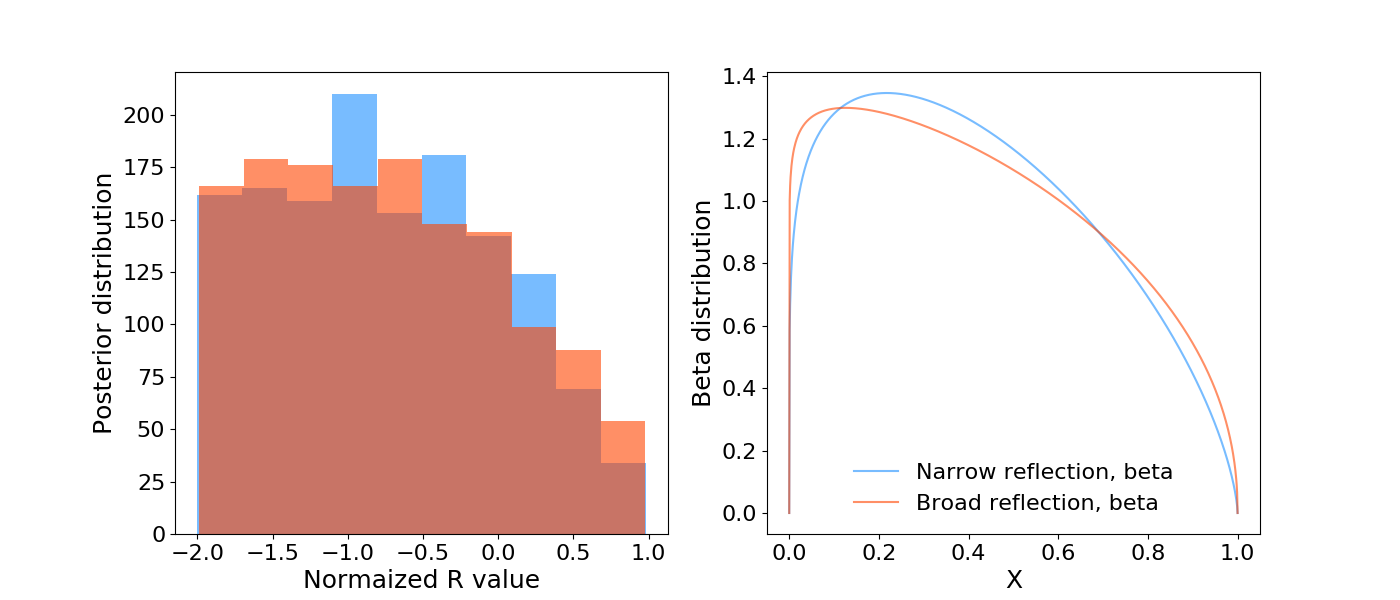 Posterior distribution
200
175
150
125
100
75
50
25
0
−2.0 −1.5 −1.0 −0.5 0.0 0.5 1.0
Normaized R value
Beta distribution
1.4
1.2
1.0
0.8
0.6
0.4
0.2
0.0
Narrow reflection, beta
Broad reflection, beta
0.0 0.2 0.4 0.6 0.8 1.0
X